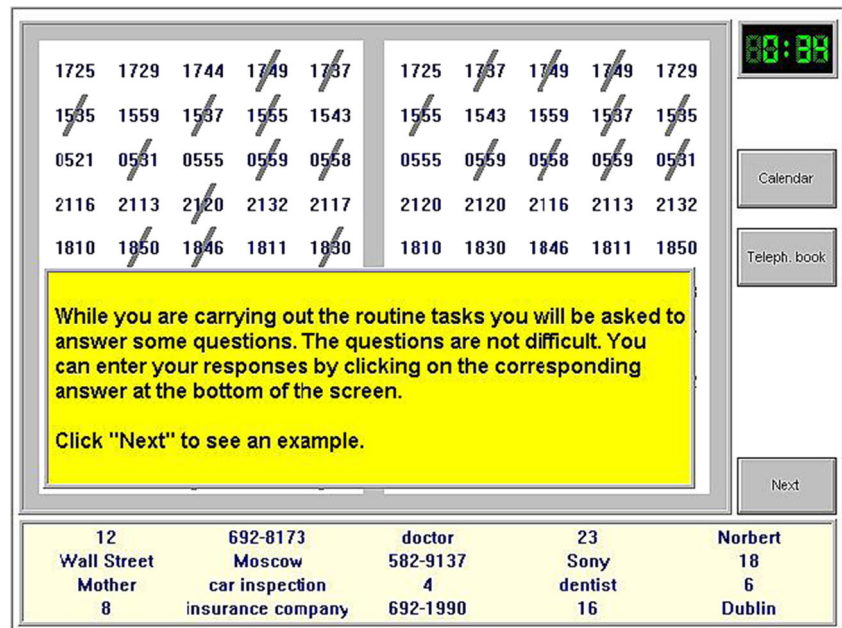 1725 1729 1744 1749 1737 1725 1737 1749 1749 1729
1535 1559 1537 1555 1543 1555 1543 1559 1537 1535
0521 0531 0555 0559 0558 0555 0559 0558 0559 0531
2116 2113 2120 2132 2117 2120 2120 2116 2113 2132
1810 1850 1846 1811 1830 1810 1830 1846 1811 1850
While you are carrying out the routine tasks you will be asked to
answer some questions. The questions are not difficult. You
can enter your responses by clicking on the corresponding
answer at the bottom of the screen.
Click "Next" to see an example.
0:34
Calendar
Teleph. book
Next
12 692-8173 doctor 23 Norbert
Wall Street Moscow 582-9137 Sony 18
Mother car inspection 4 dentist 6
8 insurance company 692-1990 16 Dublin